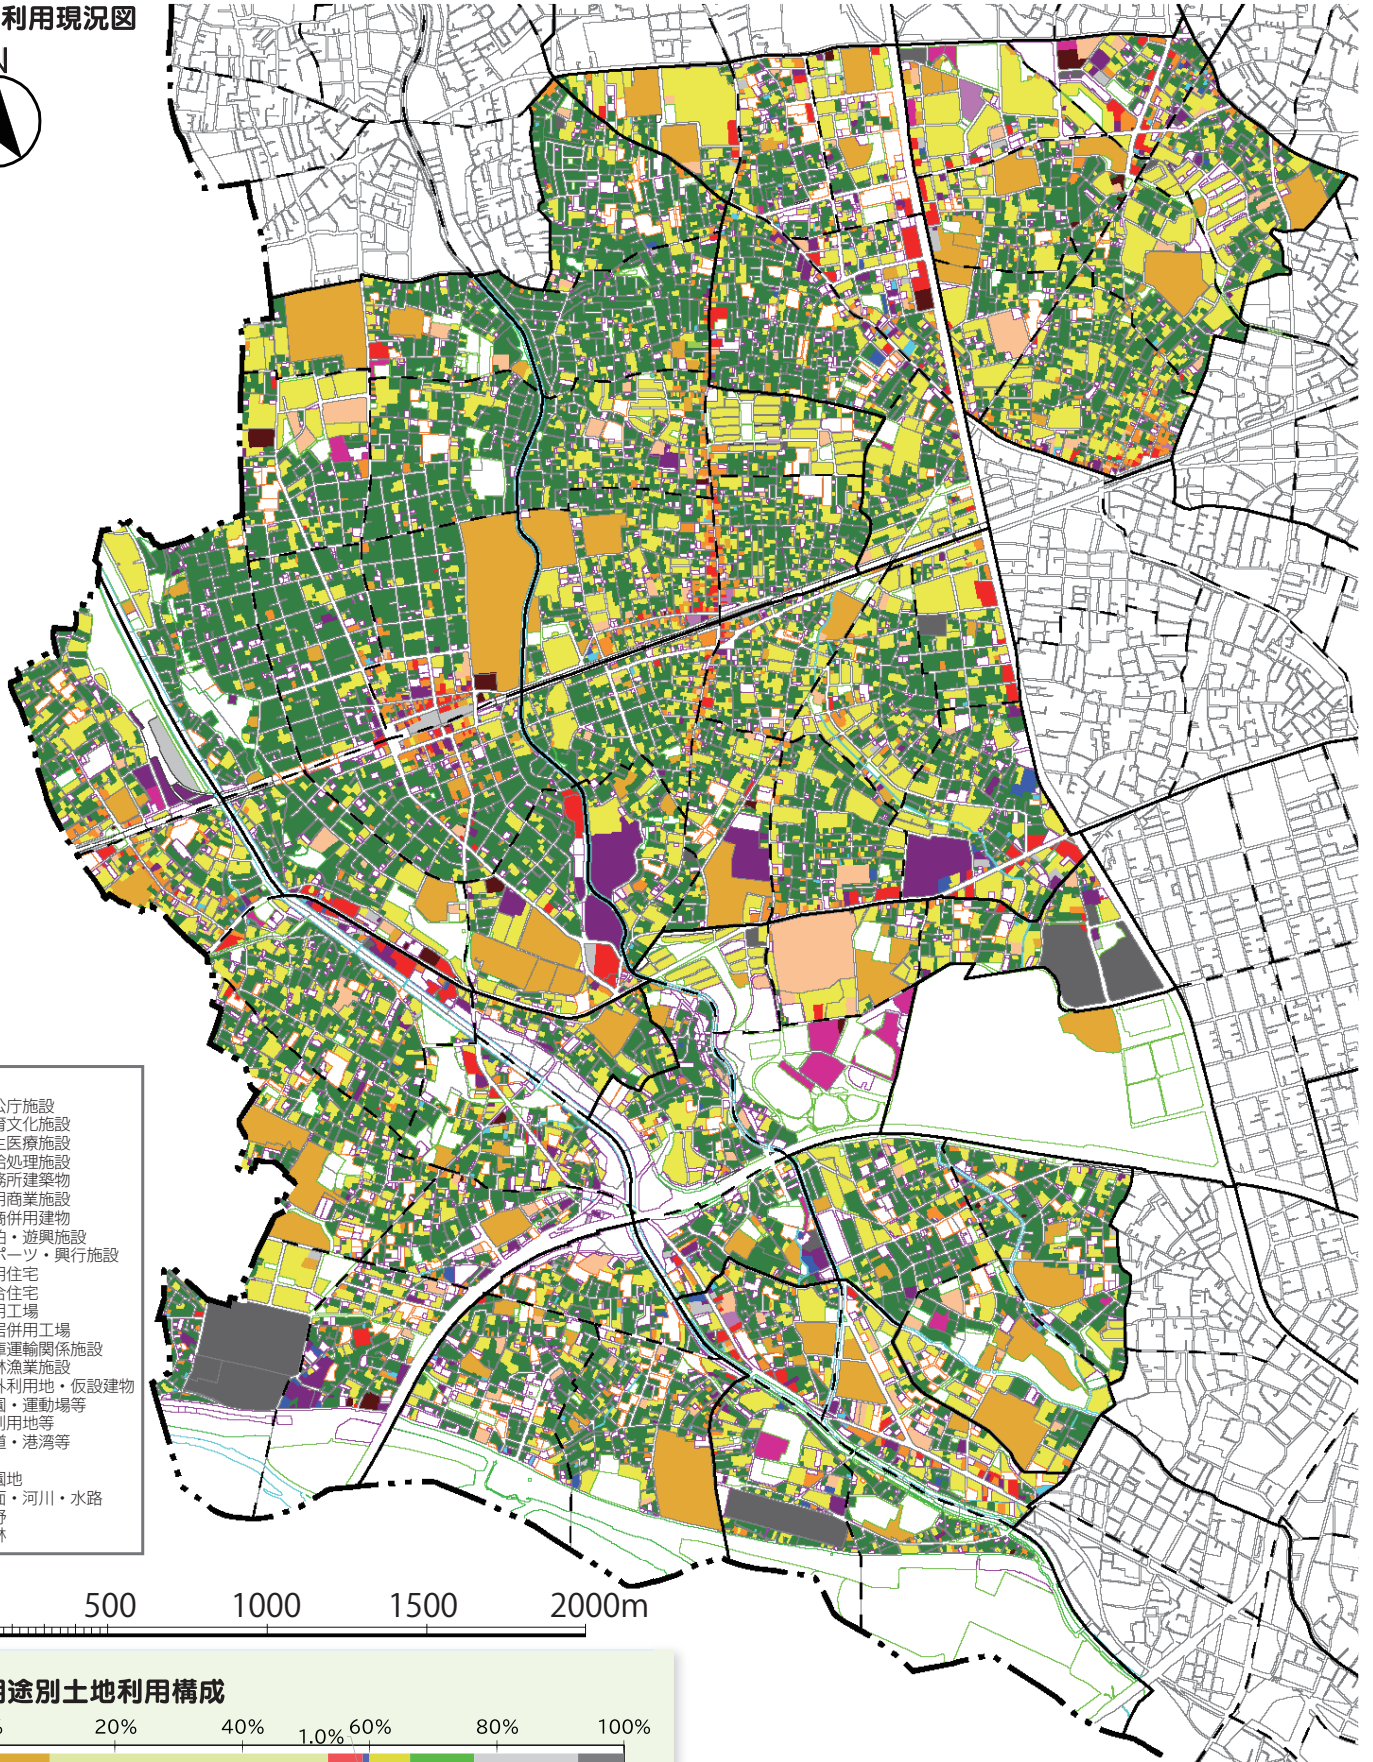 利用現況図
N
公庁施設
育文化施設
生医療施設
給処理施設
務所建築物
用商業施設
商併用建物
泊・遊興施設
ポーツ・興行施設
用住宅
合住宅
用工場
居併用工場
庫運輸関係施設
林漁業施設
外利用地・仮設建物
園・運動場等
利用地等
道・港湾等
園地
面・河川・水路
野
林
500 1000 1500 2000m
用途別土地利用構成
% 20% 40% 1.0% 60% 80% 100%